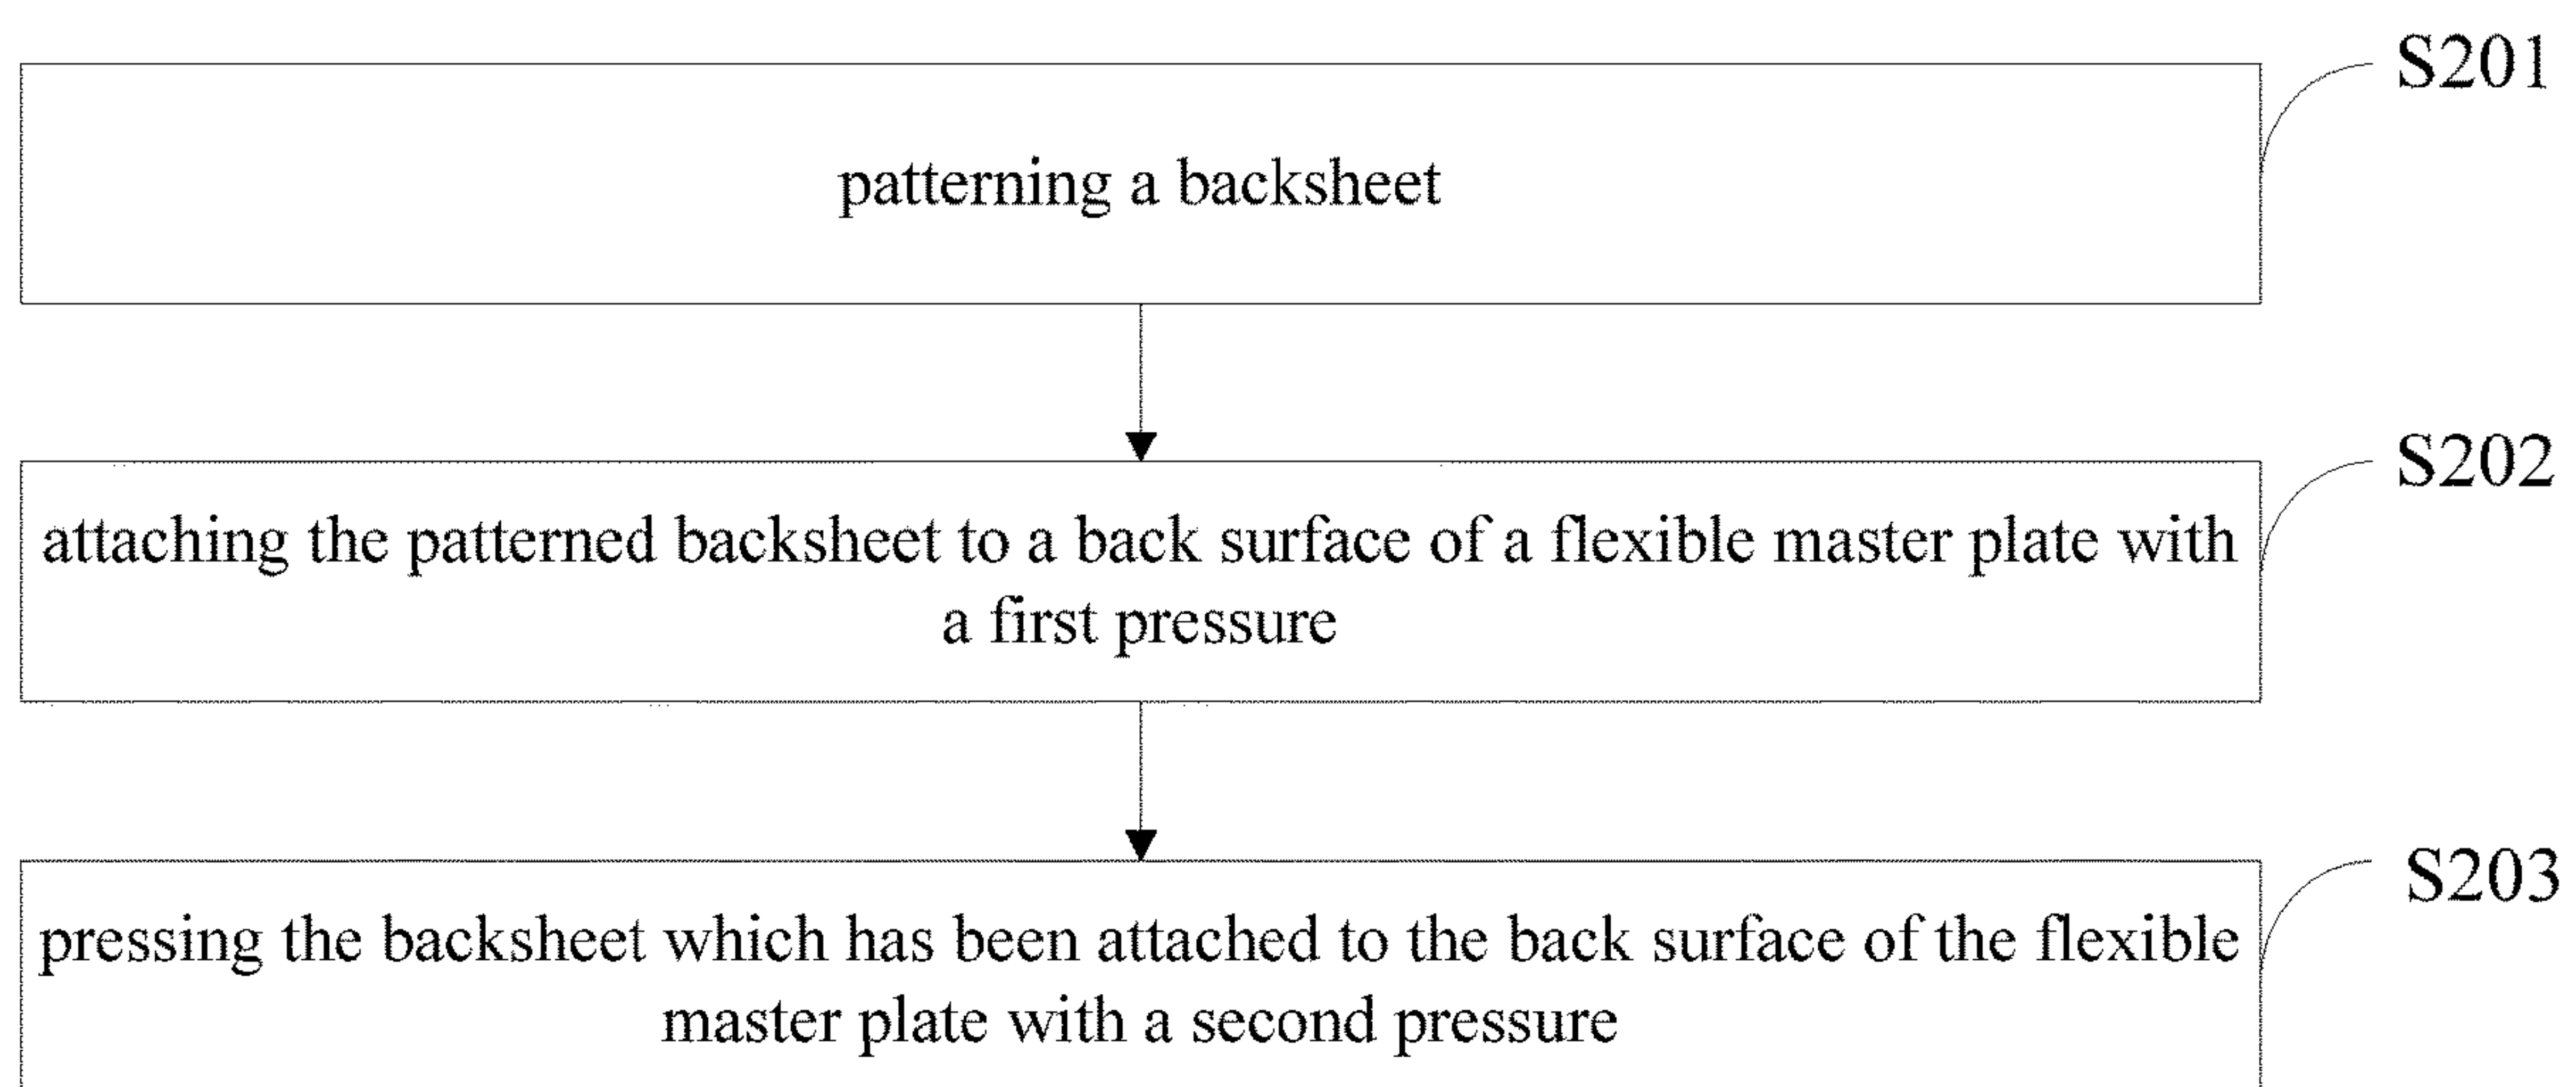 S201
patterning a backsheet
S202
attaching the patterned backsheet to a back surface of a flexible master plate with
a first pressure
S203
pressing the backsheet which has been attached to the back surface of the flexible
master plate with a second pressure